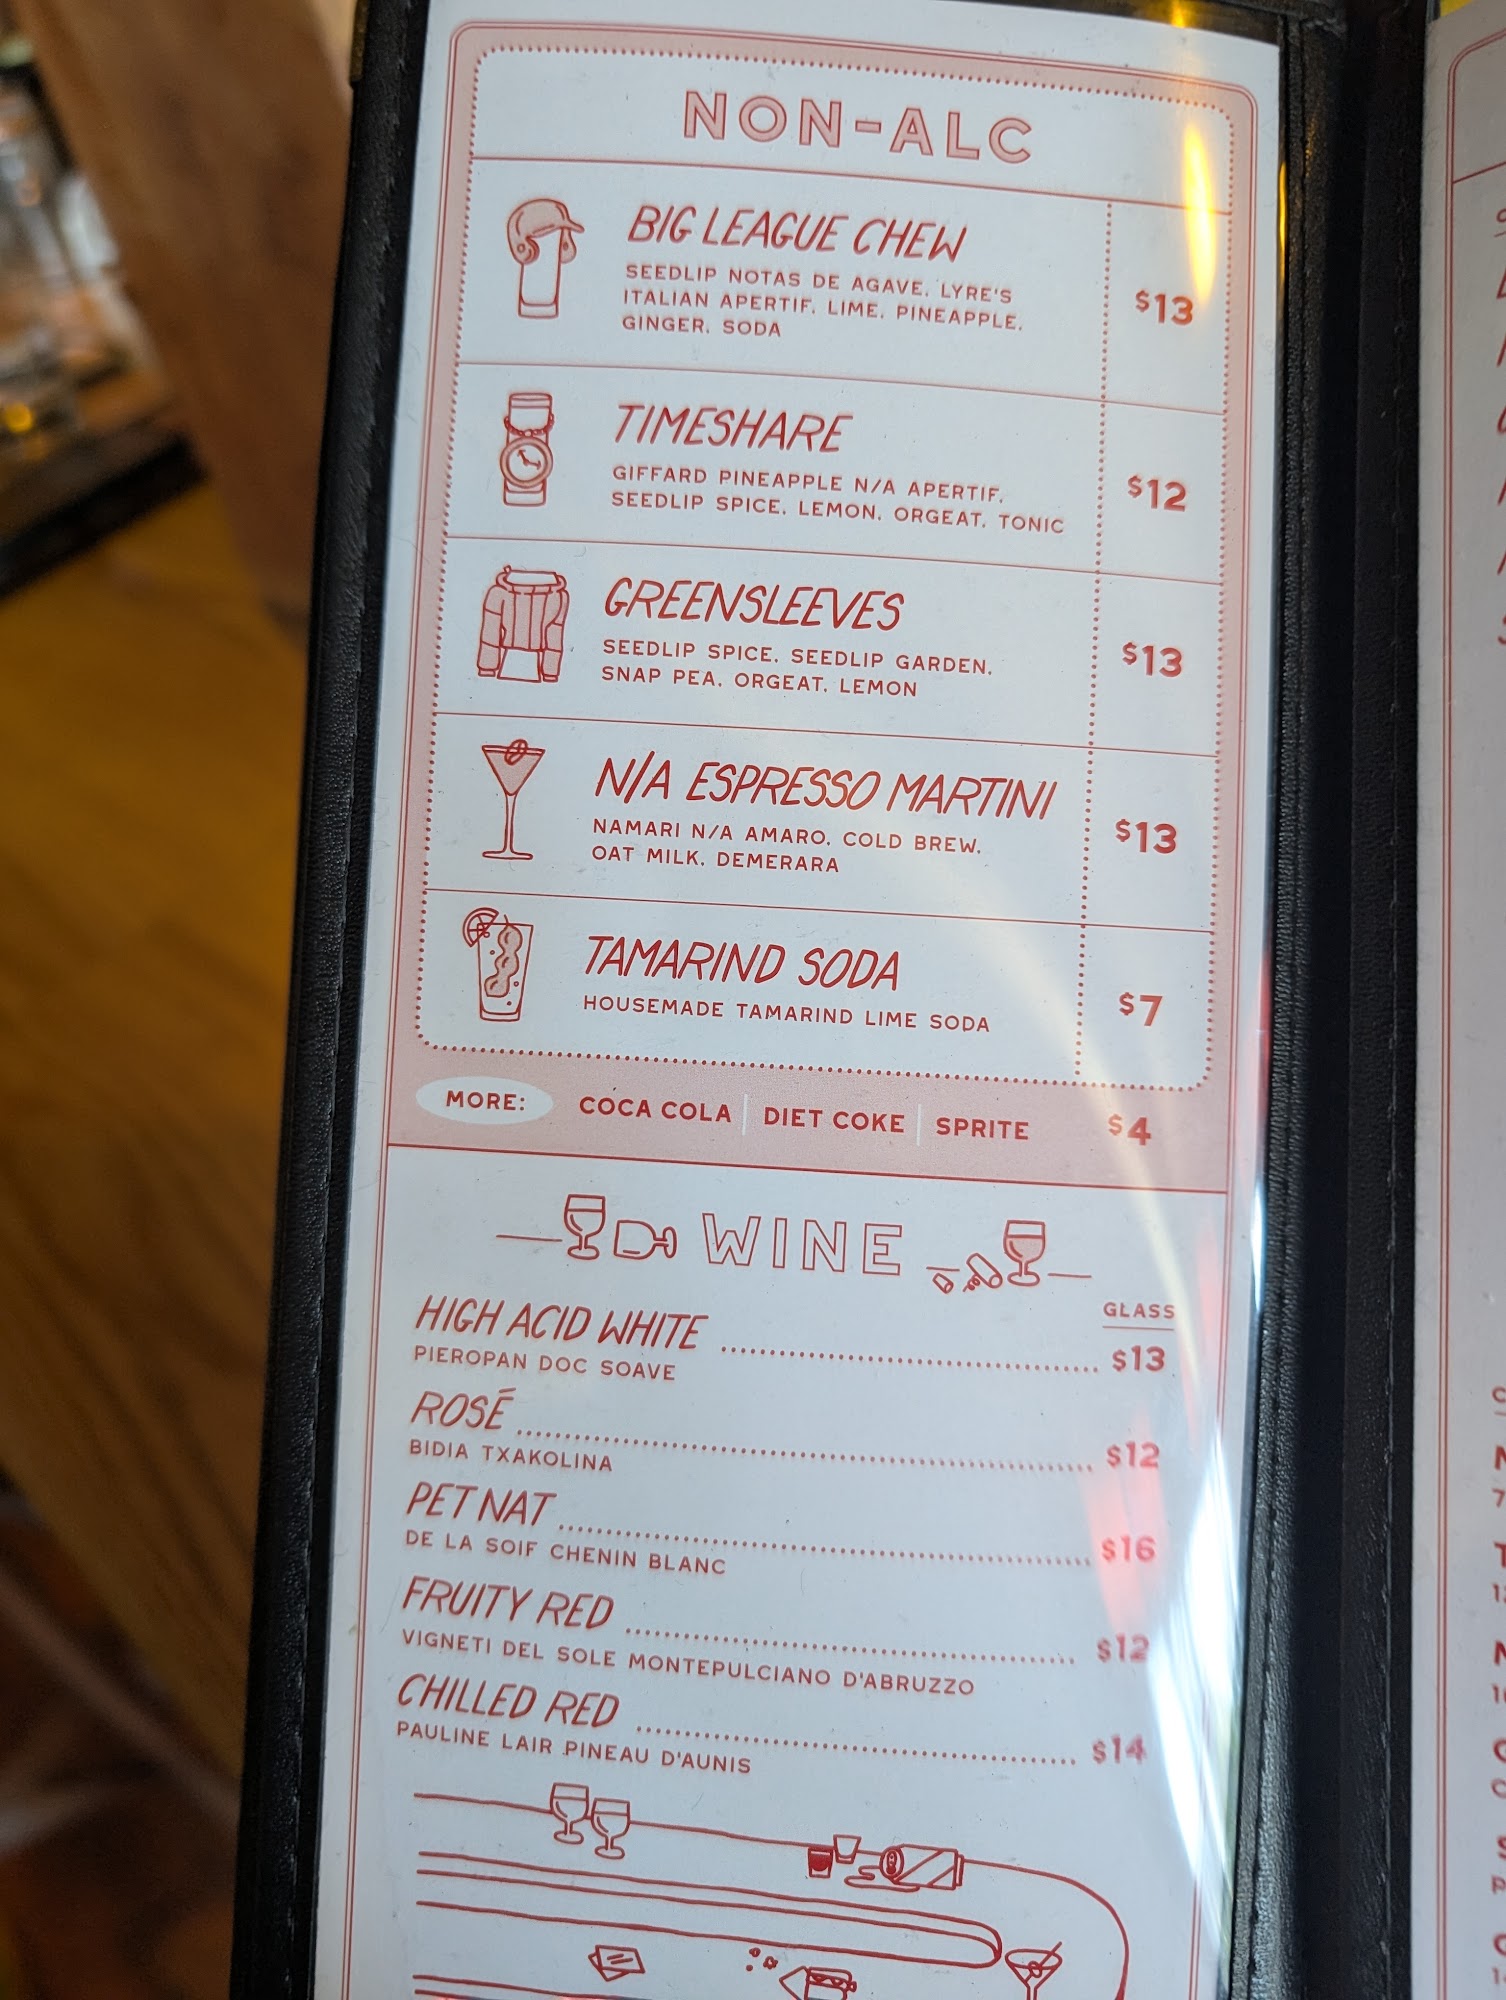 NON-ALC
BIG LEAGUE CHEW
SEEDLIP NOTAS DE AGAVE, LYRE'S
ITALIAN APERTIF, LIME, PINEAPPLE,
GINGER, SODA
$13
TIMESHARE
GIFFARD PINEAPPLE N/A APERTIF,
SEEDLIP SPICE, LEMON, ORGEAT, TONIC
$12
GREENSLEEVES
SEEDLIP SPICE, SEEDLIP GARDEN,
SNAP PEA, ORGEAT, LEMON
$13
N/A ESPRESSO MARTINI
NAMARI N/A AMARO, COLD BREW,
OAT MILK, DEMERARA
$13
TAMARIND SODA
HOUSEMADE TAMARIND LIME SODA
$7
MORE: COCA COLA | DIET COKE | SPRITE $4
WINE
GLASS
HIGH ACID WHITE $13
PIEROPAN DOC SOAVE
ROSÉ $12
BIDIA TXAKOLINA
PET NAT $16
DE LA SOIF CHENIN BLANC
FRUITY RED $12
VIGNETI DEL SOLE MONTEPULCIANO D'ABRUZZO
CHILLED RED $14
PAULINE LAIR PINEAU D'AUNIS